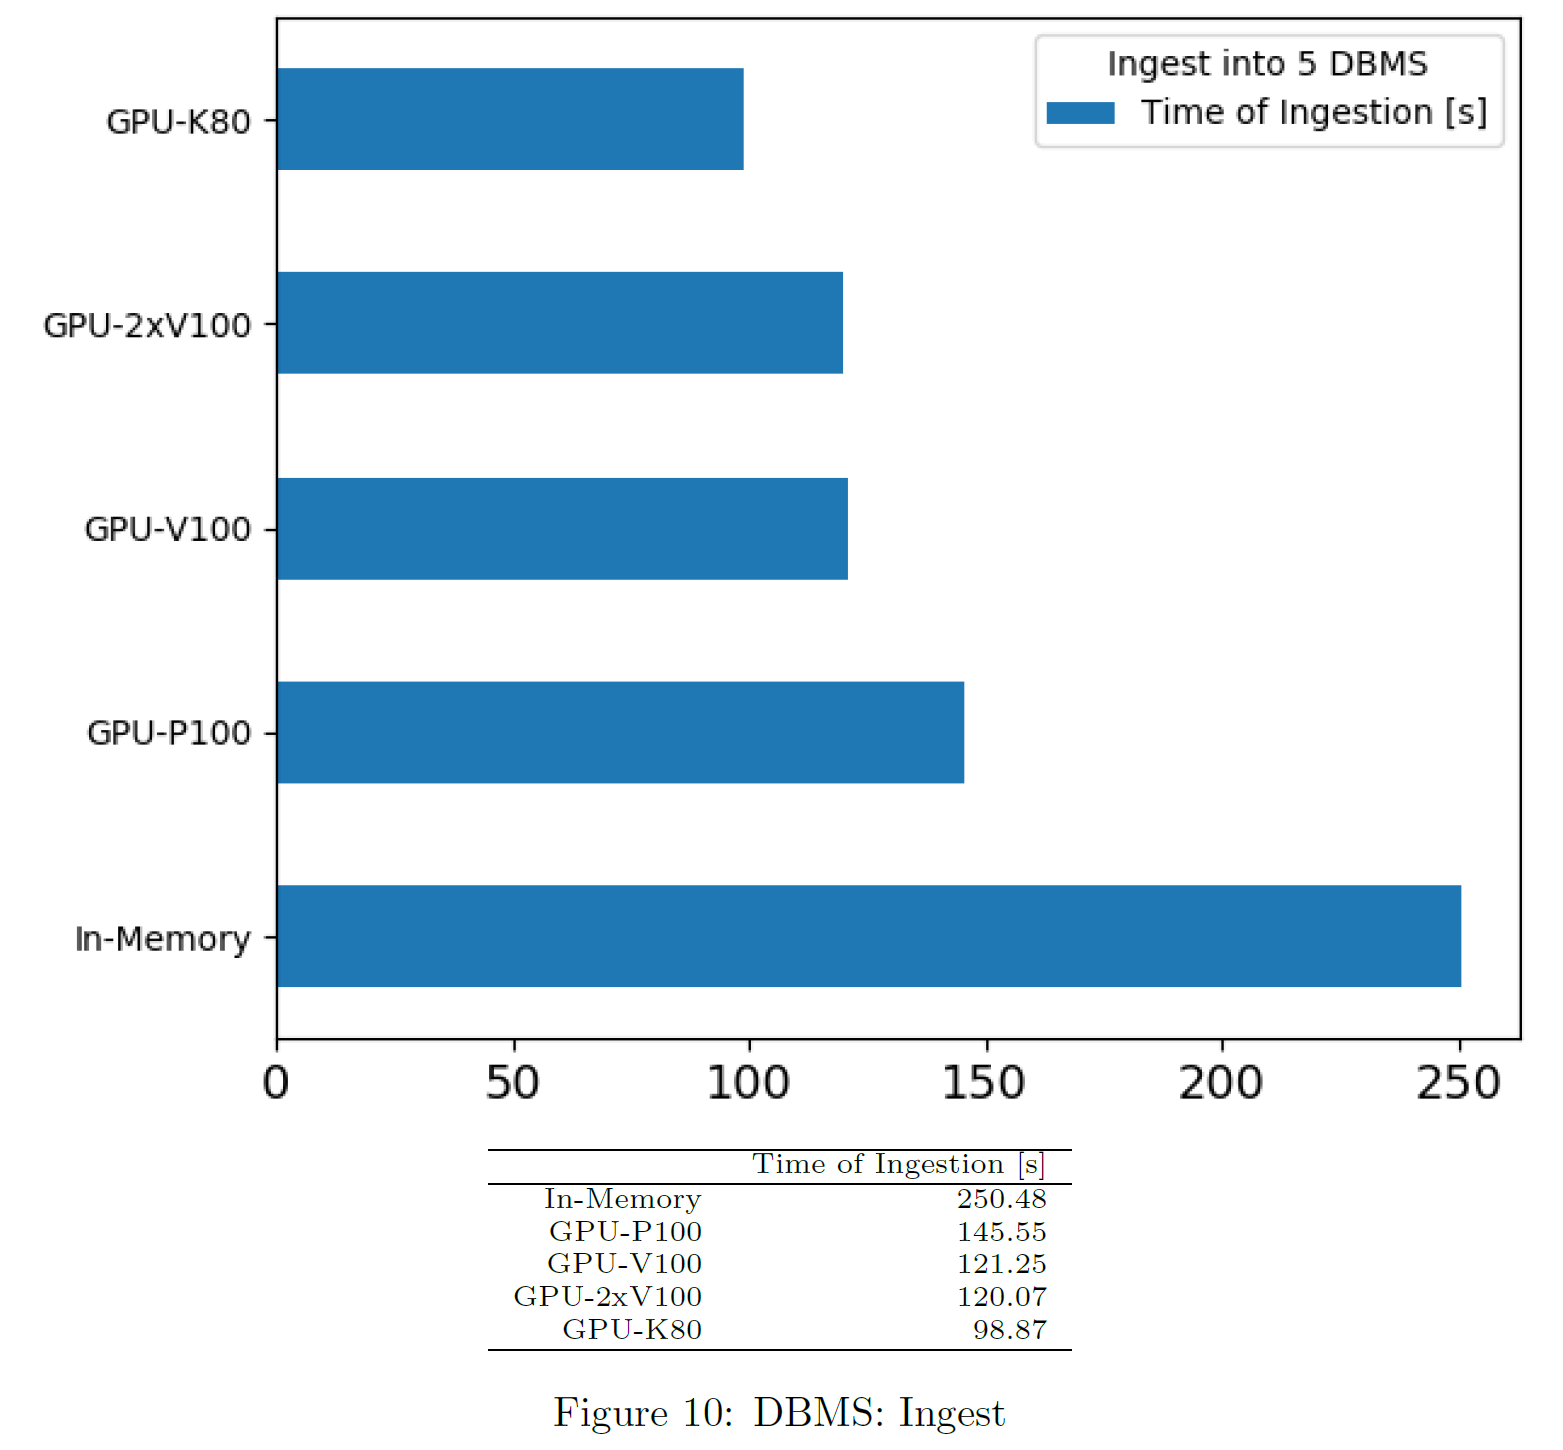 Ingest into 5 DBMS
Time of Ingestion [s]
GPU-K80
GPU-2xV100
GPU-V100
GPU-P100
In-Memory
0 50 100 150 200 250
Time of Ingestion [s]
In-Memory 250.48
GPU-P100 145.55
GPU-V100 121.25
GPU-2xV100 120.07
GPU-K80 98.87
Figure 10: DBMS: Ingest